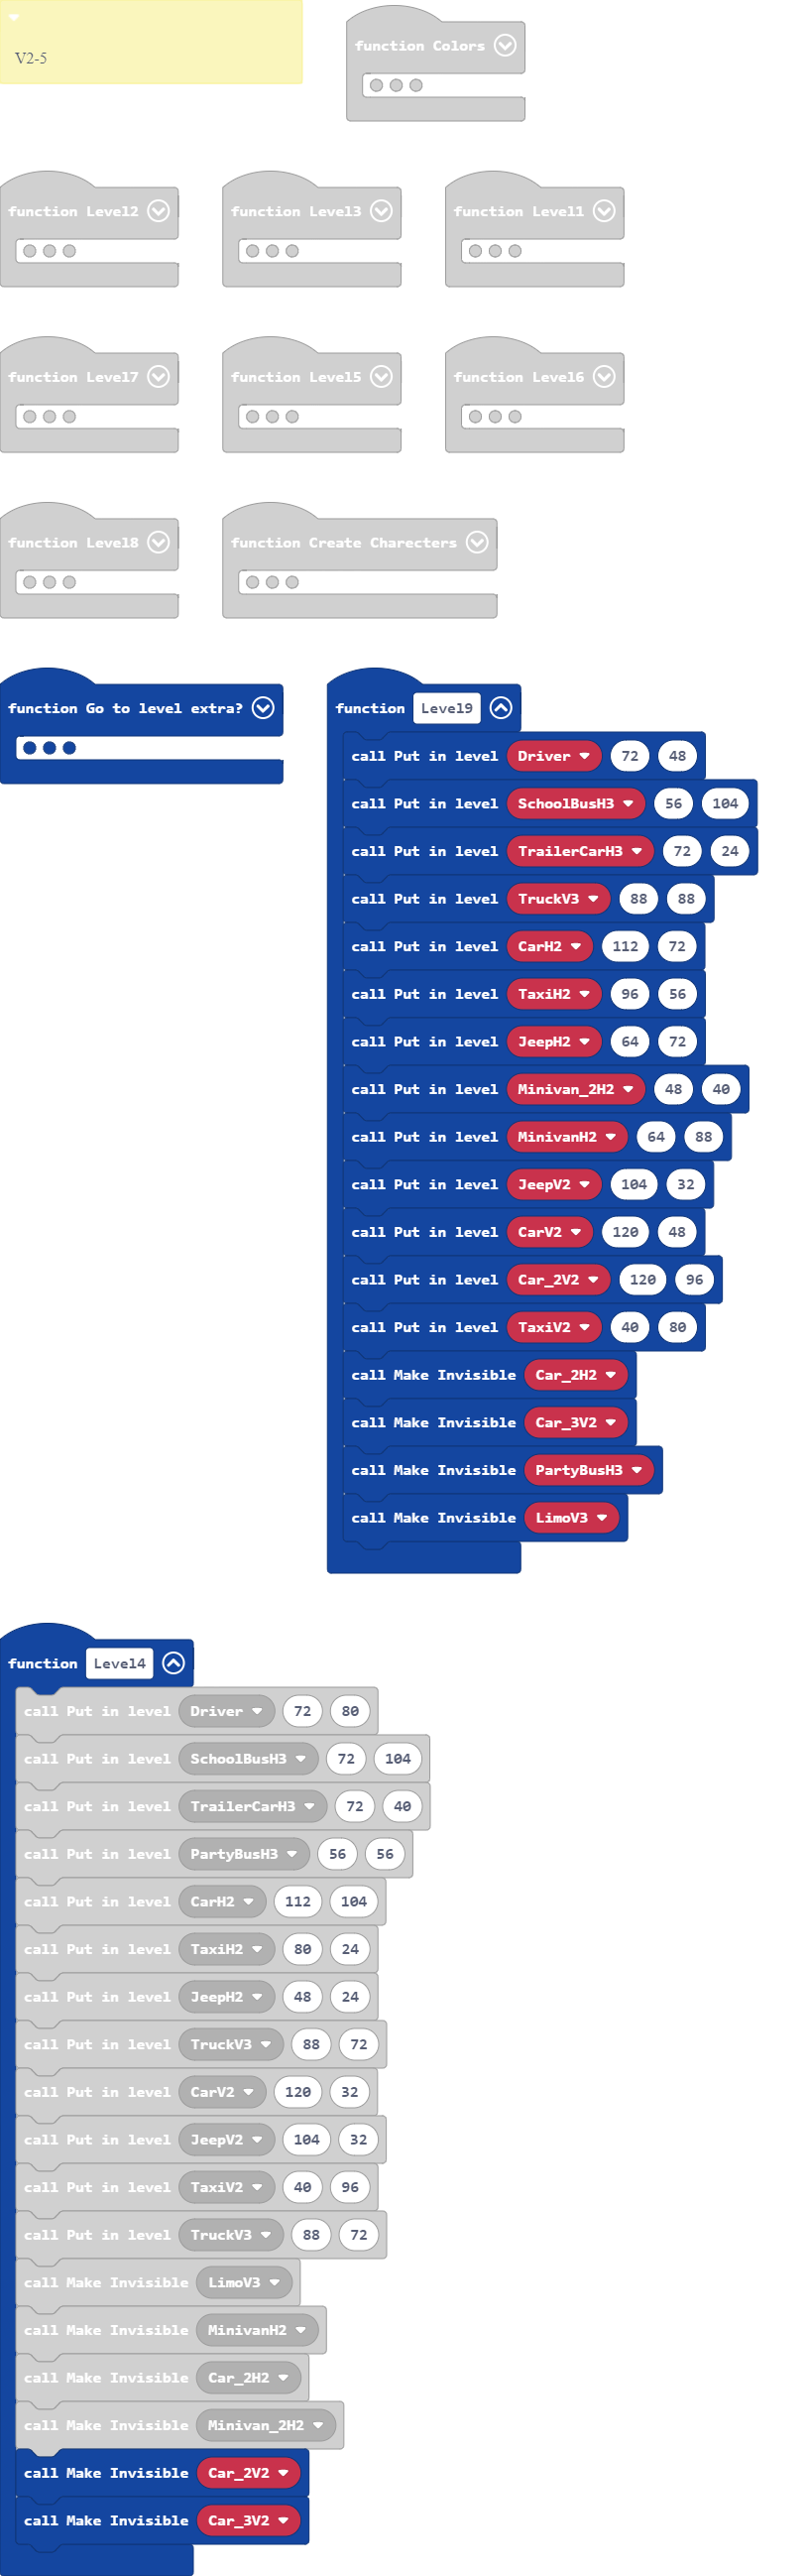 V2-5
function Colors
function Level2
function Level3
function Level1
function Level7
function Level5
function Level6
function Level8
function Create Charecters
function Go to level extra?
function Level9
call Put in level Driver 72 48
call Put in level SchoolBusH3 56 104
call Put in level TrailerCarH3 72 24
call Put in level TruckV3 88 88
call Put in level CarH2 112 72
call Put in level TaxiH2 96 56
call Put in level JeepH2 64 72
call Put in level Minivan_2H2 48 40
call Put in level MinivanH2 64 88
call Put in level JeepV2 104 32
call Put in level CarV2 120 48
call Put in level Car_2V2 120 96
call Put in level TaxiV2 40 80
call Make Invisible Car_2H2
call Make Invisible Car_3V2
call Make Invisible PartyBusH3
call Make Invisible LimoV3
function Level4
call Put in level Driver 72 80
call Put in level SchoolBusH3 72 104
call Put in level TrailerCarH3 72 40
call Put in level PartyBusH3 56 56
call Put in level CarH2 112 104
call Put in level TaxiH2 80 24
call Put in level JeepH2 48 24
call Put in level TruckV3 88 72
call Put in level CarV2 120 32
call Put in level JeepV2 104 32
call Put in level TaxiV2 40 96
call Put in level TruckV3 88 72
call Make Invisible LimoV3
call Make Invisible MinivanH2
call Make Invisible Car_2H2
call Make Invisible Minivan_2H2
call Make Invisible Car_2V2
call Make Invisible Car_3V2